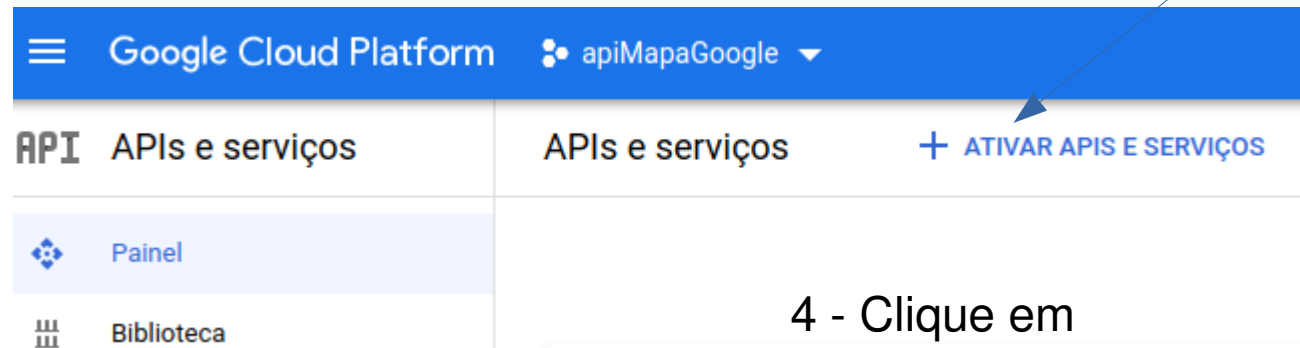 Google Cloud Platform apiMapaGoogle
API APIs e serviços APIs e serviços + ATIVAR APIS E SERVIÇOS
Painel
Biblioteca
4 - Clique em